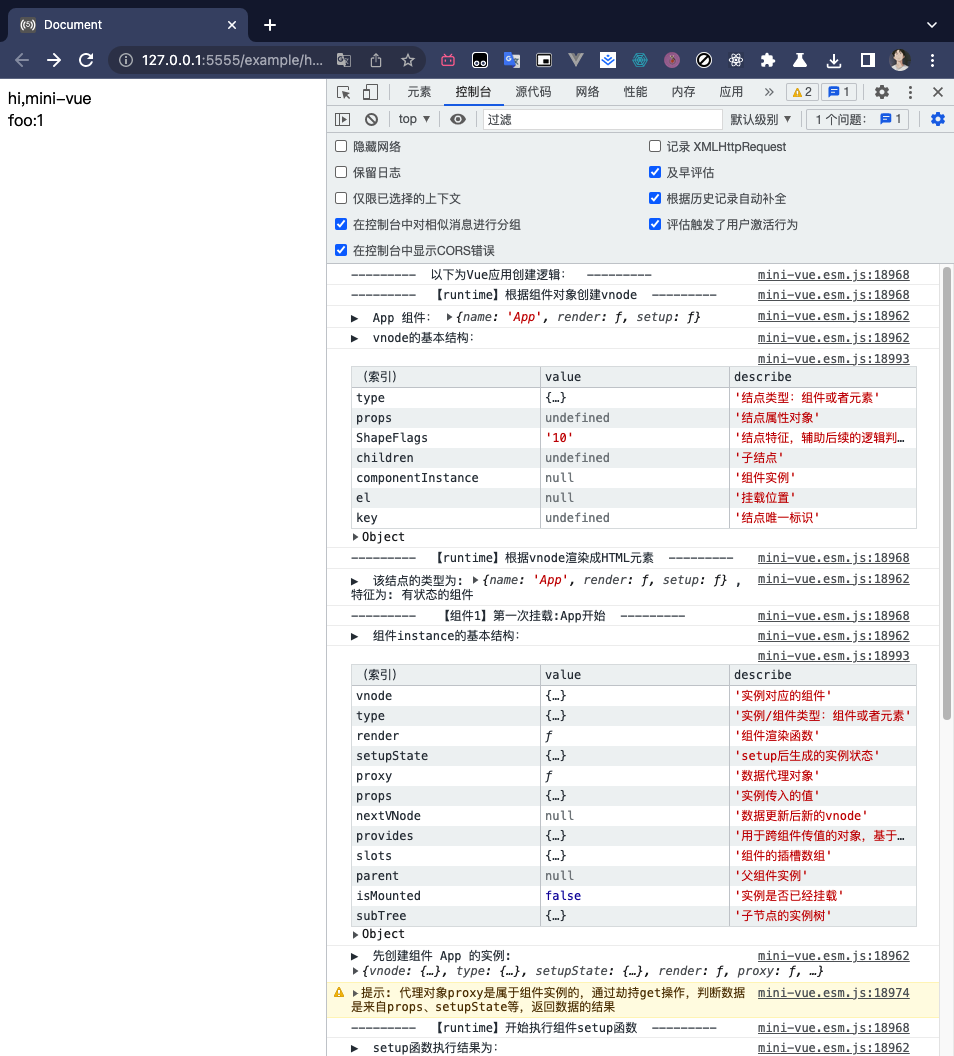 Document
127.0.0.1:5555/example/h...
hi,mini-vue
foo:1
元素 控制台 源代码 网络 性能 内存 应用 » 2 1
top ▼ 过滤 默认级别 ▼ 1 个问题: 1
隐藏网络 记录 XMLHttpRequest
保留日志 及早评估
仅限已选择的上下文 根据历史记录自动补全
在控制台中对相似消息进行分组 评估触发了用户激活行为
在控制台中显示CORS错误
--------- 以下为Vue应用创建逻辑： --------- mini-vue.esm.js:18968
--------- 【runtime】根据组件对象创建vnode --------- mini-vue.esm.js:18968
▶ App 组件： ▶{name: 'App', render: ƒ, setup: ƒ} mini-vue.esm.js:18962
▶ vnode的基本结构： mini-vue.esm.js:18962
mini-vue.esm.js:18993
(索引) value describe
type {…} '结点类型：组件或者元素'
props undefined '结点属性对象'
ShapeFlags '10' '结点特征，辅助后续的逻辑判…
children undefined '子结点'
componentInstance null '组件实例'
el null '挂载位置'
key undefined '结点唯一标识'
▶Object
--------- 【runtime】根据vnode渲染成HTML元素 --------- mini-vue.esm.js:18968
▶ 该结点的类型为: ▶{name: 'App', render: ƒ, setup: ƒ} , mini-vue.esm.js:18962
特征为: 有状态的组件
--------- 【组件1】第一次挂载:App开始 --------- mini-vue.esm.js:18968
▶ 组件instance的基本结构： mini-vue.esm.js:18962
mini-vue.esm.js:18993
(索引) value describe
vnode {…} '实例对应的组件'
type {…} '实例/组件类型：组件或者元素'
render ƒ '组件渲染函数'
setupState {…} 'setup后生成的实例状态'
proxy ƒ '数据代理对象'
props {…} '实例传入的值'
nextVNode null '数据更新后新的vnode'
provides {…} '用于跨组件传值的对象，基于…
slots {…} '组件的插槽数组'
parent null '父组件实例'
isMounted false '实例是否已经挂载'
subTree {…} '子节点的实例树'
▶Object
▶ 先创建组件 App 的实例: mini-vue.esm.js:18962
▶{vnode: {…}, type: {…}, setupState: {…}, render: ƒ, proxy: ƒ, …}
▶提示: 代理对象proxy是属于组件实例的，通过劫持get操作，判断数据 mini-vue.esm.js:18974
是来自props、setupState等，返回数据的结果
--------- 【runtime】开始执行组件setup函数 --------- mini-vue.esm.js:18968
▶ setup函数执行结果为: mini-vue.esm.js:18962